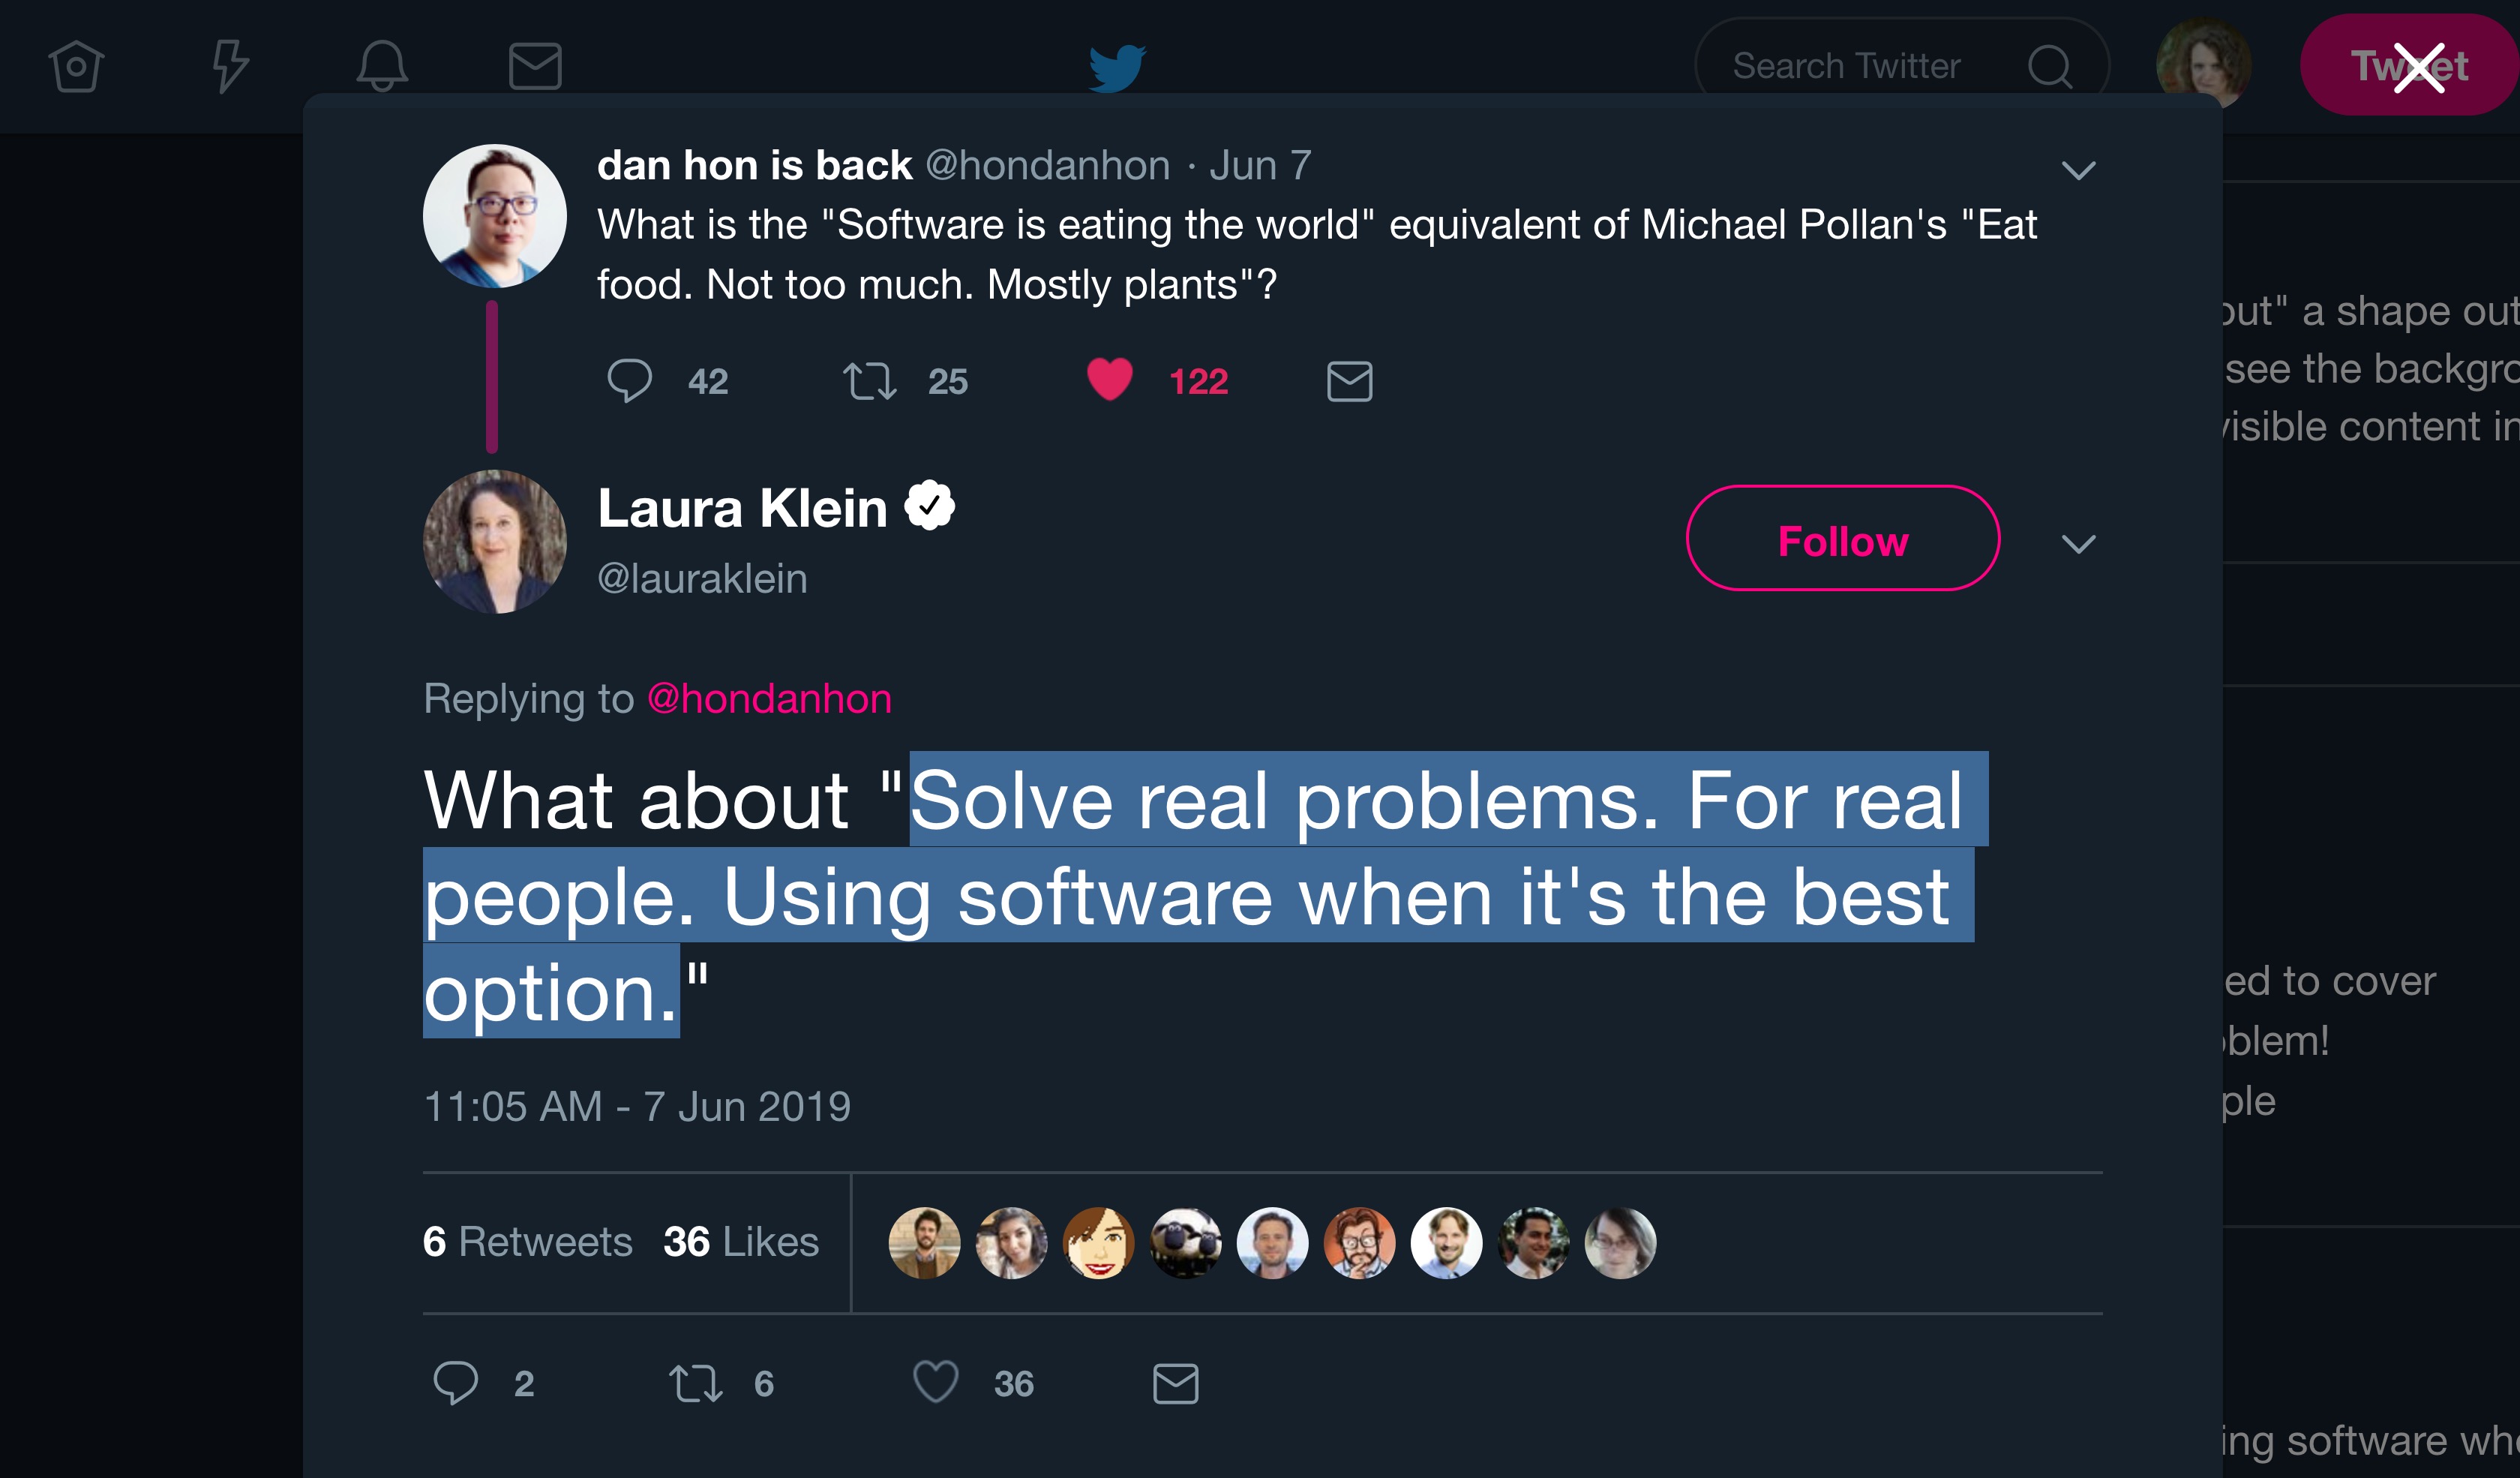 Search Twitter
Tweet
dan hon is back @hondanhon · Jun 7
What is the "Software is eating the world" equivalent of Michael Pollan's "Eat
food. Not too much. Mostly plants"?
42 25 122
Laura Klein
@lauraklein
Follow
Replying to @hondanhon
What about "Solve real problems. For real
people. Using software when it's the best
option."
11:05 AM - 7 Jun 2019
6 Retweets 36 Likes
2 6 36
out" a shape out
see the backgro
visible content in
ed to cover
blem!
ple
ing software whe